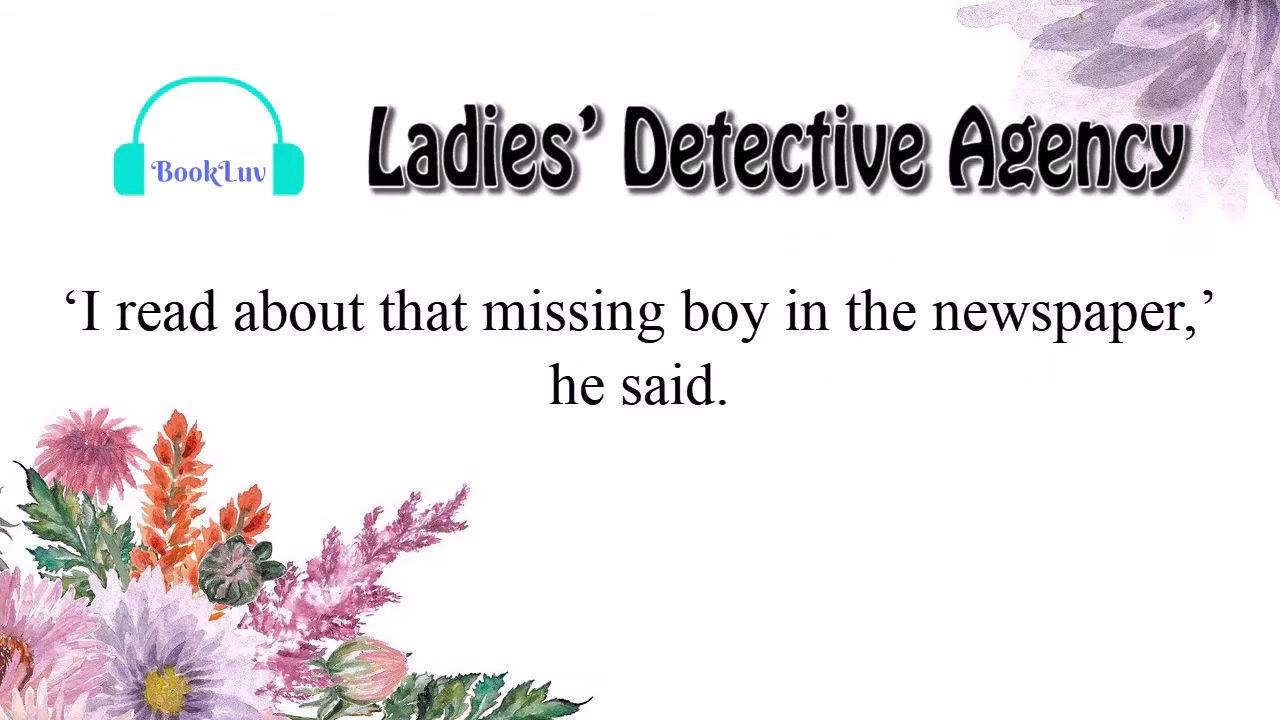 BookLuv
Ladies’ Detective Agency
‘I read about that missing boy in the newspaper,’
he said.